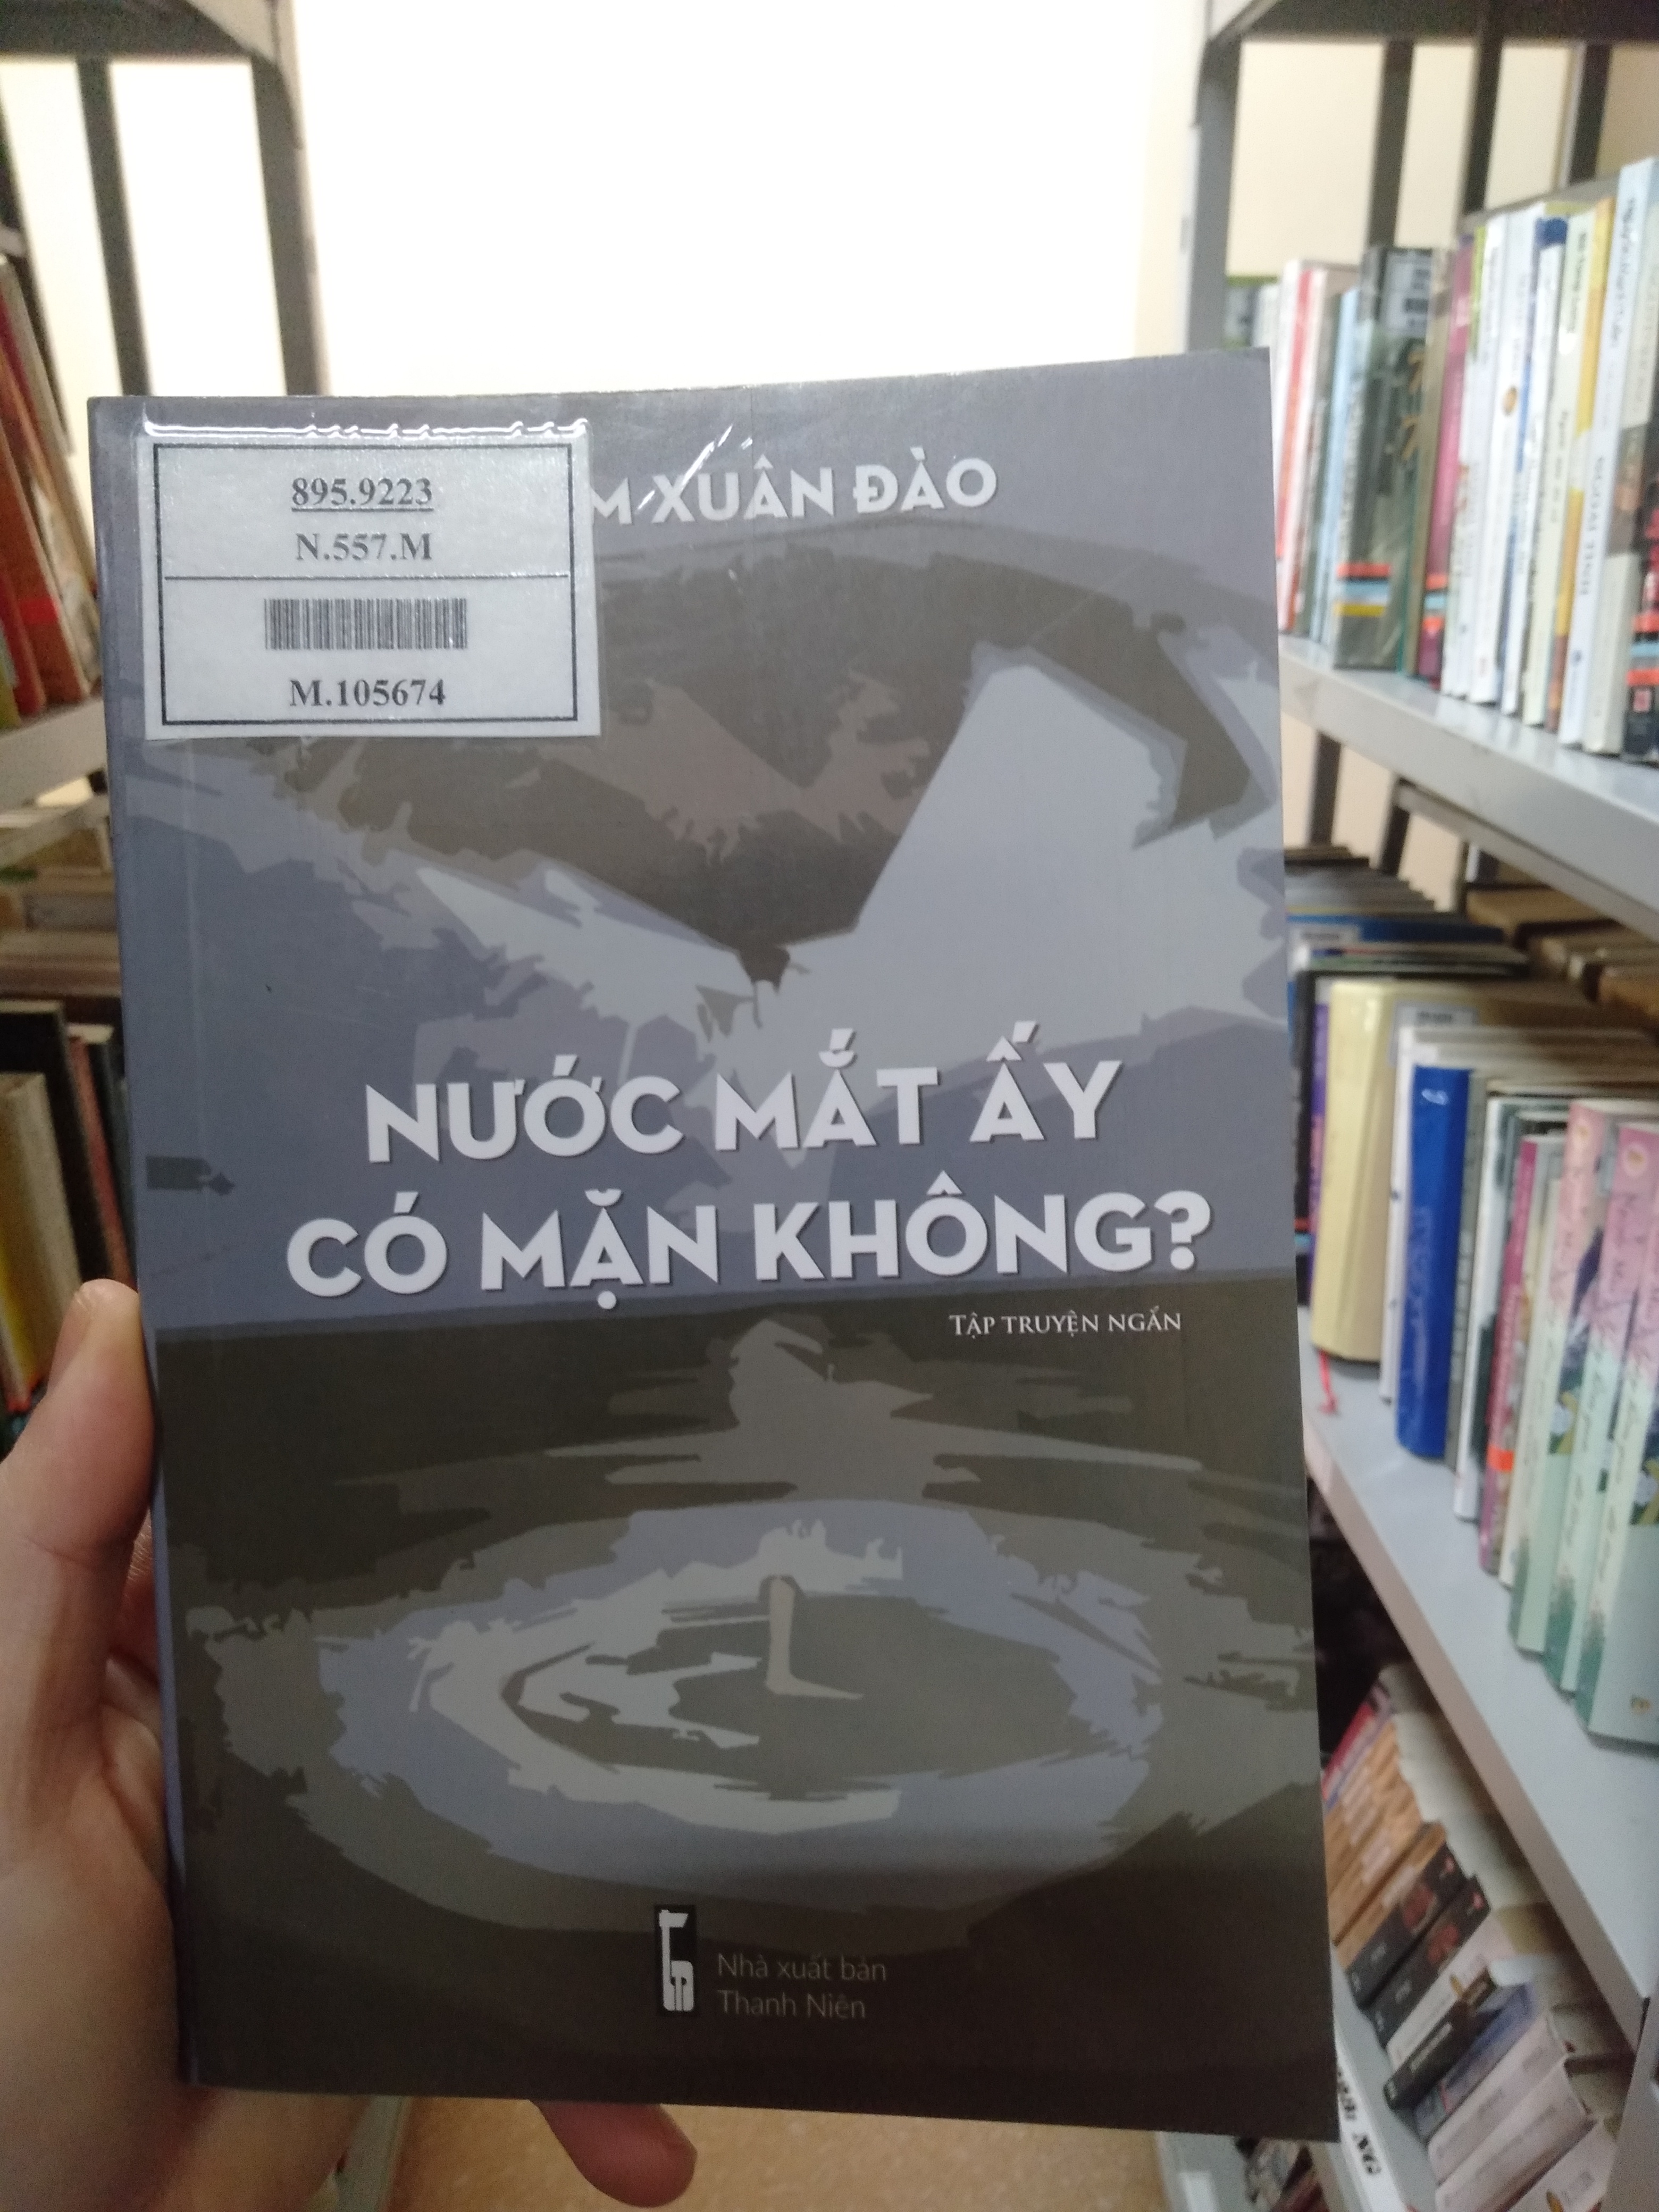 895.9223
N.557.M
M.105674
XUÂN ĐÀO
NƯỚC MẮT ẤY
CÓ MẶN KHÔNG?
TẬP TRUYỆN NGẮN
Nhà xuất bản
Thanh Niên